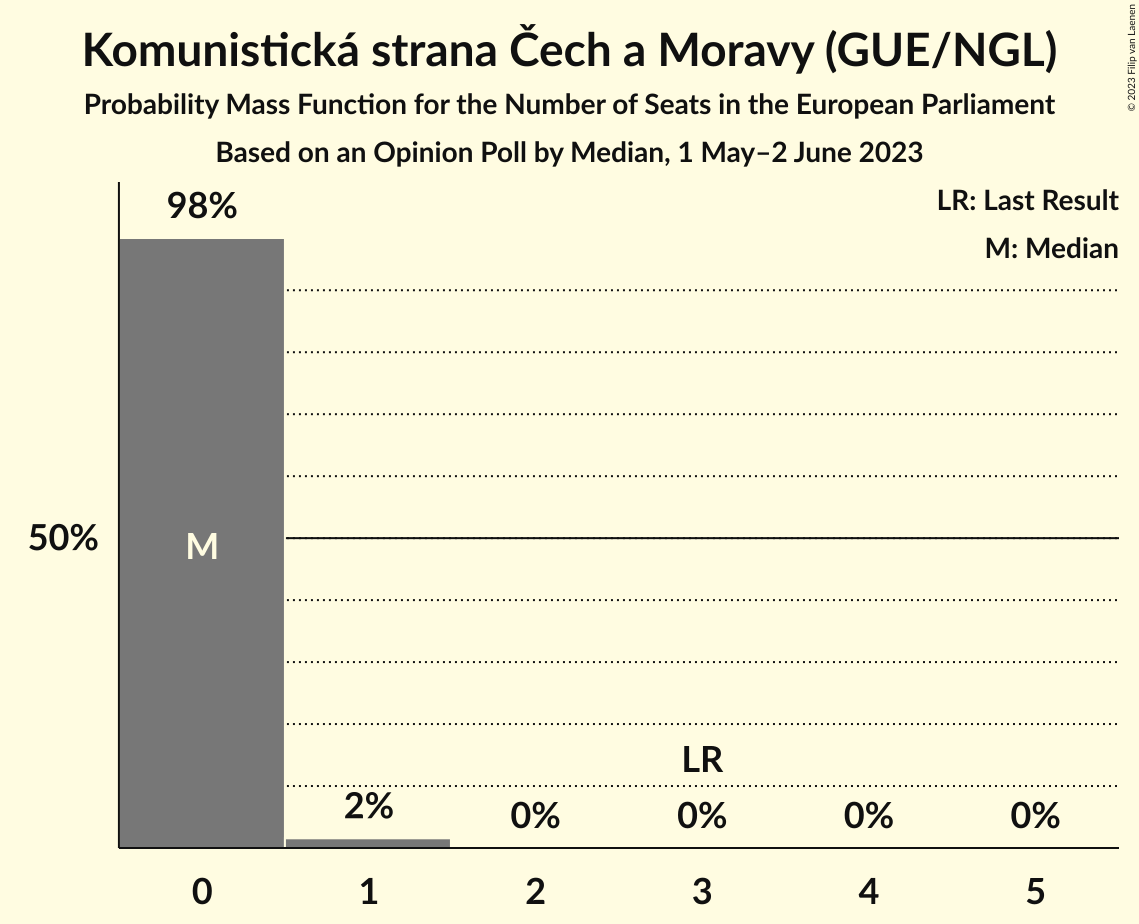 Komunistická strana Čech a Moravy (GUE/NGL)
Probability Mass Function for the Number of Seats in the European Parliament
Based on an Opinion Poll by Median, 1 May–2 June 2023
© 2023 Filip van Laenen
LR: Last Result
M: Median
98%
50%
M
LR
2%
0%
0%
0%
0%
0 1 2 3 4 5